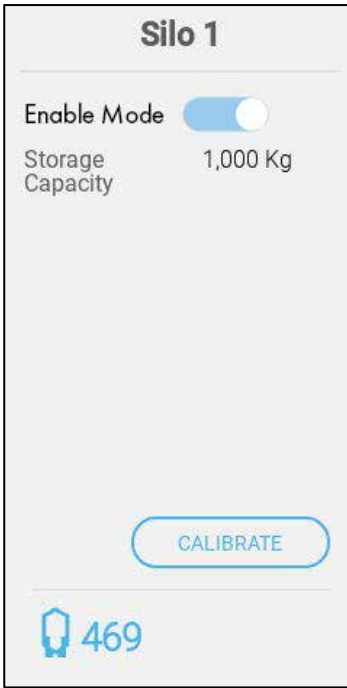 Silo 1
Enable Mode
Storage 1,000 Kg
Capacity
CALIBRATE
469